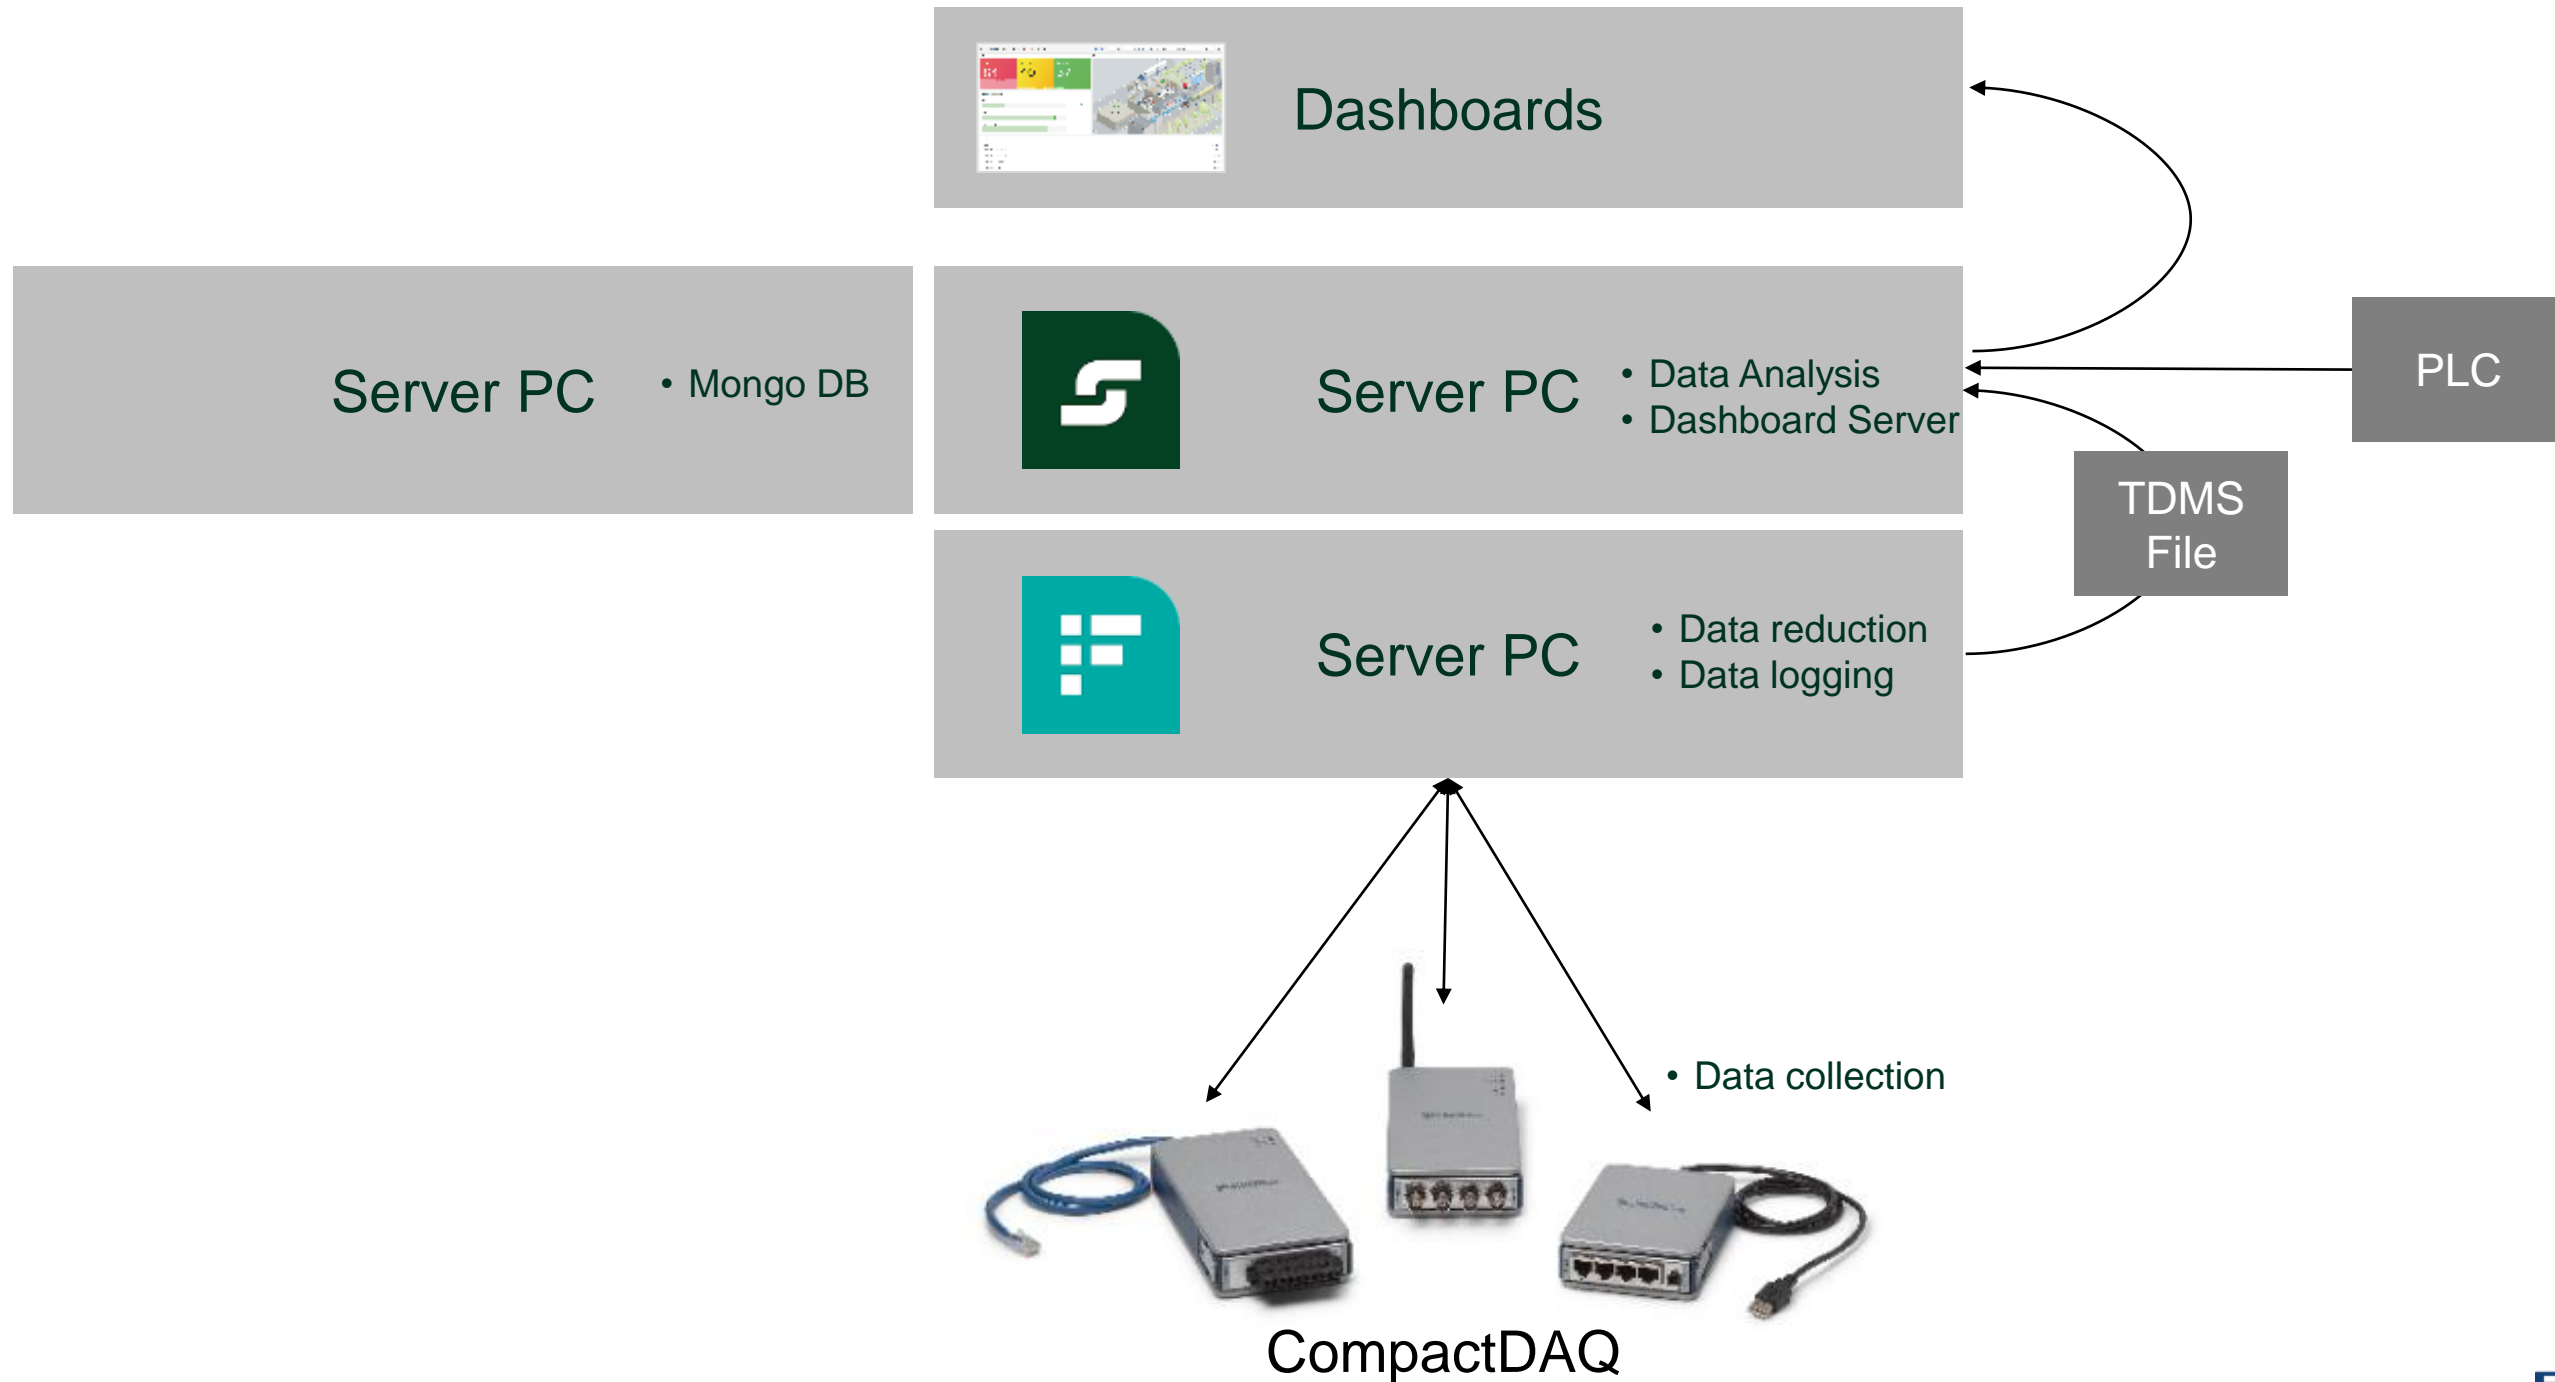 Dashboards
Server PC
• Mongo DB
Server PC
• Data Analysis
• Dashboard Server
PLC
TDMS
File
Server PC
• Data reduction
• Data logging
• Data collection
CompactDAQ